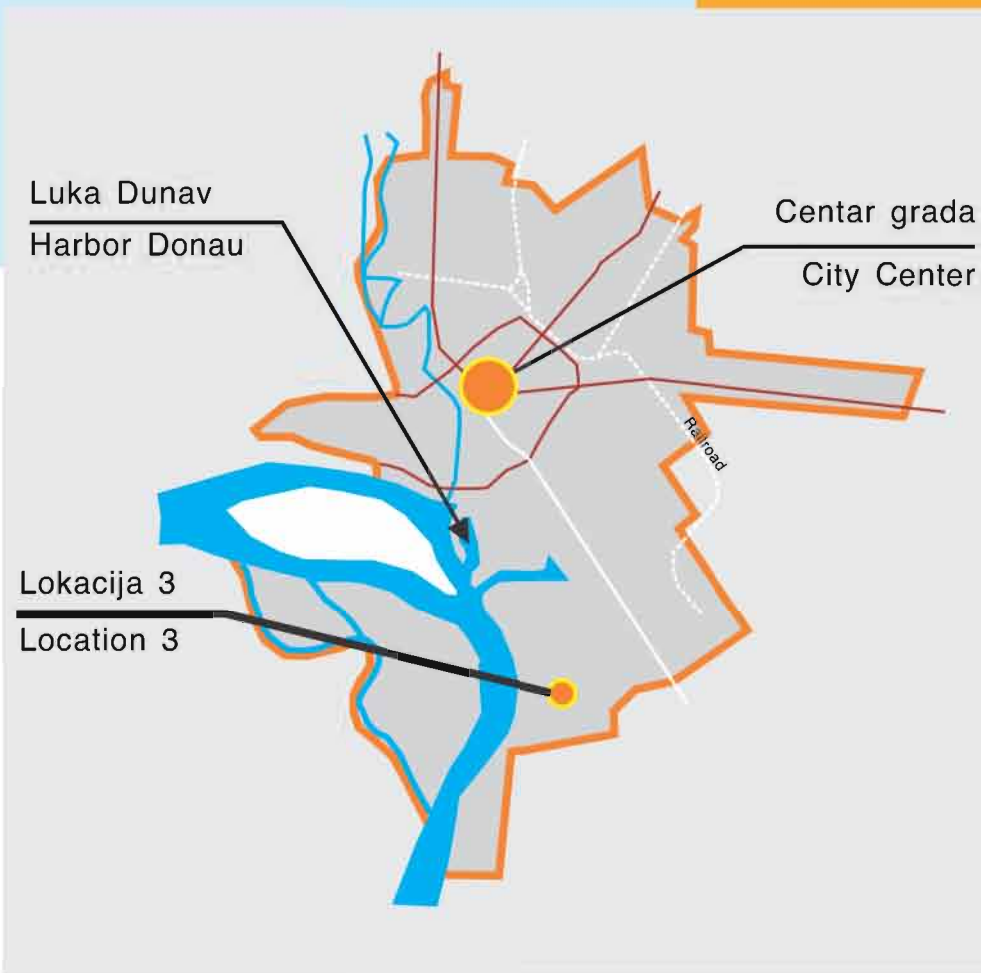 Luka Dunav
Harbor Donau
Centar grada
City Center
Railroad
Lokacija 3
Location 3